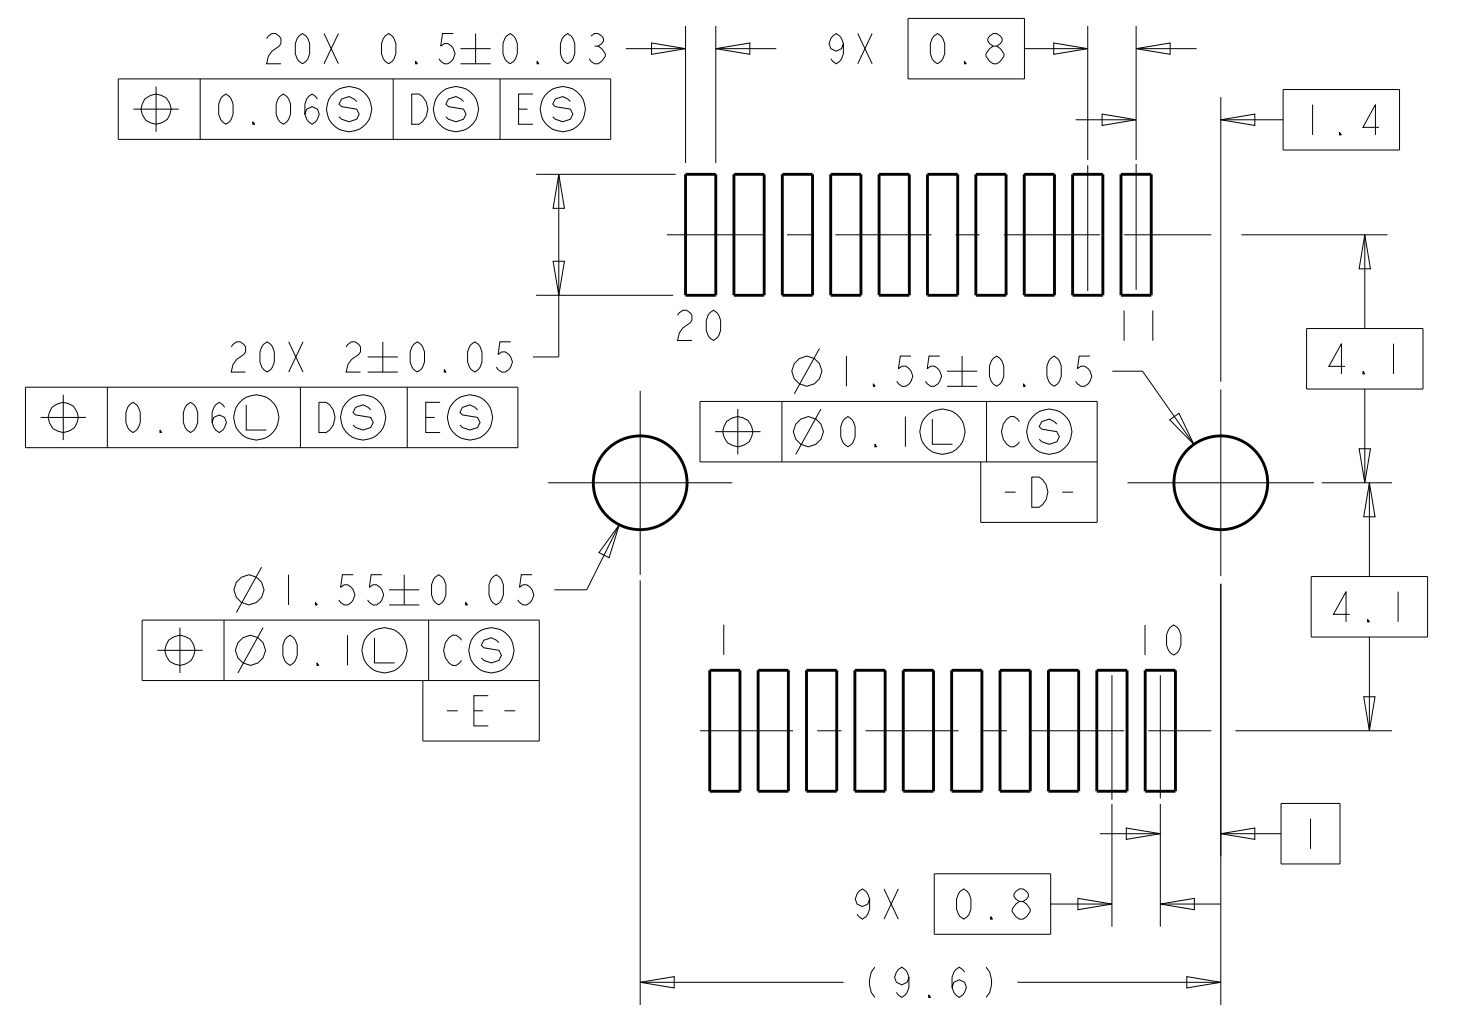 20X 0.5±0.03
9X 0.8
⌖ 0.06Ⓢ DⓈ EⓈ
1.4
20 11
20X 2±0.05
⌖ 0.06Ⓛ DⓈ EⓈ
4.1
Ø1.55±0.05
⌖ Ø0.1Ⓛ CⓈ
-D-
Ø1.55±0.05
⌖ Ø0.1Ⓛ CⓈ
-E-
4.1
1 10
1
9X 0.8
(9.6)